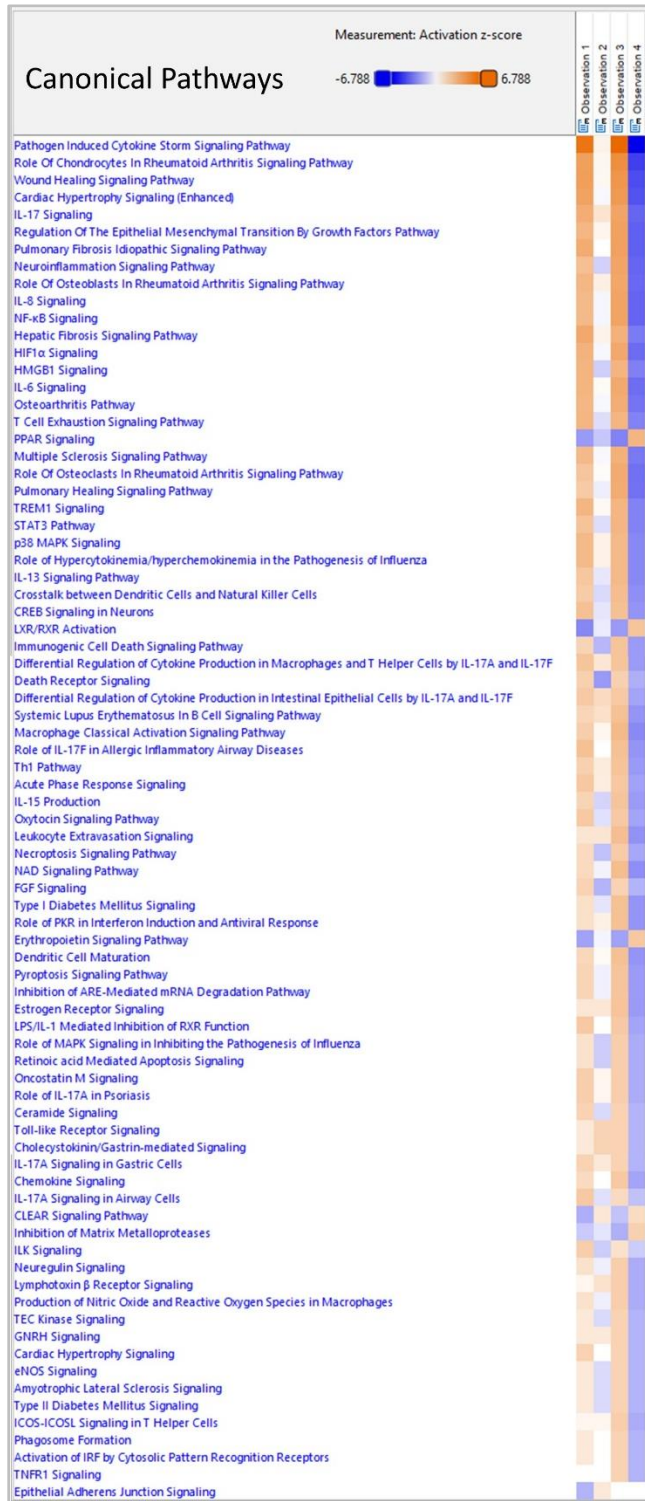 Measurement: Activation z-score
Canonical Pathways
-6.788 6.788
Observation 1
Observation 2
Observation 3
Observation 4
Pathogen Induced Cytokine Storm Signaling Pathway
Role Of Chondrocytes In Rheumatoid Arthritis Signaling Pathway
Wound Healing Signaling Pathway
Cardiac Hypertrophy Signaling (Enhanced)
IL-17 Signaling
Regulation Of The Epithelial Mesenchymal Transition By Growth Factors Pathway
Pulmonary Fibrosis Idiopathic Signaling Pathway
Neuroinflammation Signaling Pathway
Role Of Osteoblasts In Rheumatoid Arthritis Signaling Pathway
IL-8 Signaling
NF-κB Signaling
Hepatic Fibrosis Signaling Pathway
HIF1α Signaling
HMGB1 Signaling
IL-6 Signaling
Osteoarthritis Pathway
T Cell Exhaustion Signaling Pathway
PPAR Signaling
Multiple Sclerosis Signaling Pathway
Role Of Osteoclasts In Rheumatoid Arthritis Signaling Pathway
Pulmonary Healing Signaling Pathway
TREM1 Signaling
STAT3 Pathway
p38 MAPK Signaling
Role of Hypercytokinemia/hyperchemokinemia in the Pathogenesis of Influenza
IL-13 Signaling Pathway
Crosstalk between Dendritic Cells and Natural Killer Cells
CREB Signaling in Neurons
LXR/RXR Activation
Immunogenic Cell Death Signaling Pathway
Differential Regulation of Cytokine Production in Macrophages and T Helper Cells by IL-17A and IL-17F
Death Receptor Signaling
Differential Regulation of Cytokine Production in Intestinal Epithelial Cells by IL-17A and IL-17F
Systemic Lupus Erythematosus In B Cell Signaling Pathway
Macrophage Classical Activation Signaling Pathway
Role of IL-17F in Allergic Inflammatory Airway Diseases
Th1 Pathway
Acute Phase Response Signaling
IL-15 Production
Oxytocin Signaling Pathway
Leukocyte Extravasation Signaling
Necroptosis Signaling Pathway
NAD Signaling Pathway
FGF Signaling
Type I Diabetes Mellitus Signaling
Role of PKR in Interferon Induction and Antiviral Response
Erythropoietin Signaling Pathway
Dendritic Cell Maturation
Pyroptosis Signaling Pathway
Inhibition of ARE-Mediated mRNA Degradation Pathway
Estrogen Receptor Signaling
LPS/IL-1 Mediated Inhibition of RXR Function
Role of MAPK Signaling in Inhibiting the Pathogenesis of Influenza
Retinoic acid Mediated Apoptosis Signaling
Oncostatin M Signaling
Role of IL-17A in Psoriasis
Ceramide Signaling
Toll-like Receptor Signaling
Cholecystokinin/Gastrin-mediated Signaling
IL-17A Signaling in Gastric Cells
Chemokine Signaling
IL-17A Signaling in Airway Cells
CLEAR Signaling Pathway
Inhibition of Matrix Metalloproteases
ILK Signaling
Neuregulin Signaling
Lymphotoxin β Receptor Signaling
Production of Nitric Oxide and Reactive Oxygen Species in Macrophages
TEC Kinase Signaling
GNRH Signaling
Cardiac Hypertrophy Signaling
eNOS Signaling
Amyotrophic Lateral Sclerosis Signaling
Type II Diabetes Mellitus Signaling
ICOS-ICOSL Signaling in T Helper Cells
Phagosome Formation
Activation of IRF by Cytosolic Pattern Recognition Receptors
TNFR1 Signaling
Epithelial Adherens Junction Signaling